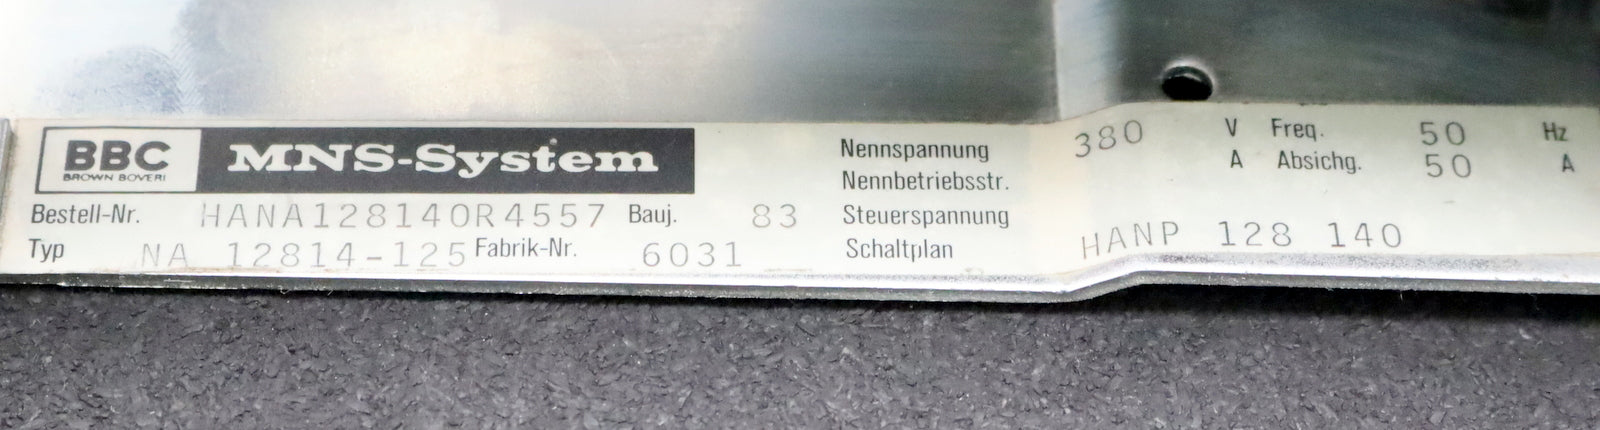 BBC MNS-System
BROWN BOVERI
Bestell-Nr. HANA128140R4557 Bauj. 83
Typ NA 12814-125 Fabrik-Nr. 6031
Nennspannung 380 V Freq. 50 Hz
Nennbetriebsstr. A Absichg. 50 A
Steuerspannung
Schaltplan HANP 128 140